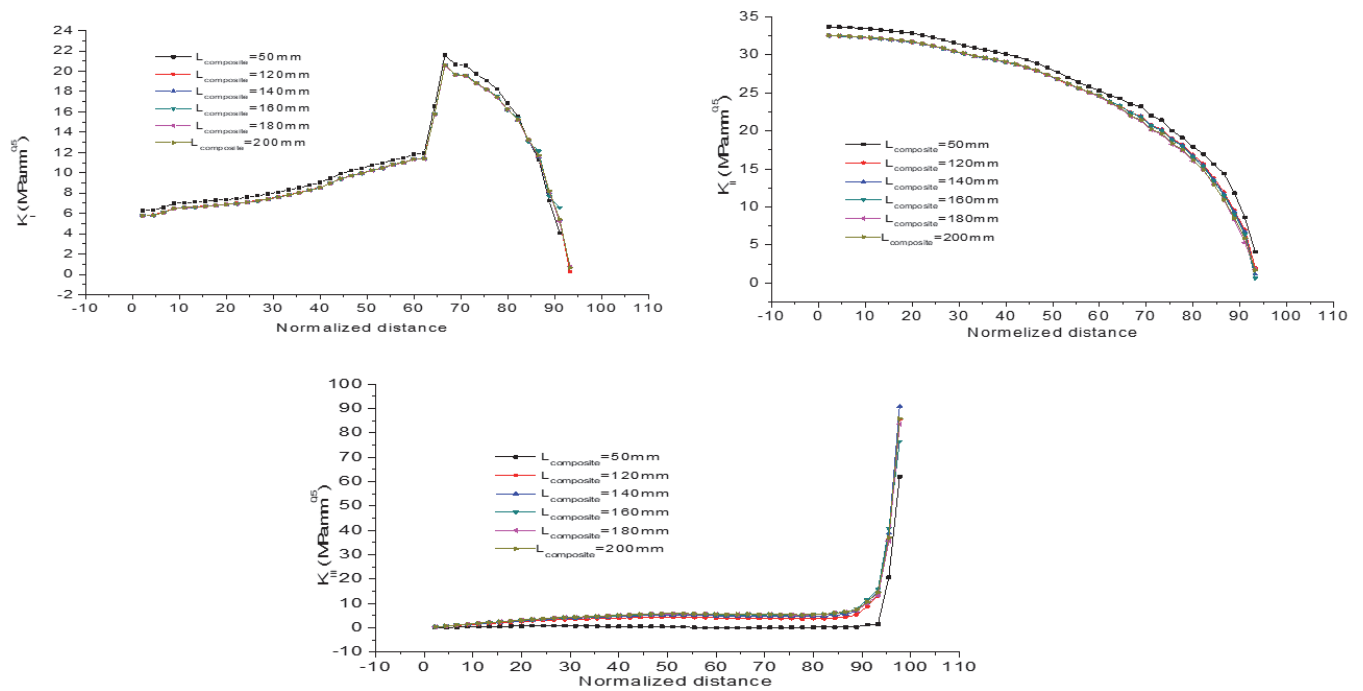 24
22
20
18
16
14
12
10
8
6
4
2
0
-2
K_I (MPamm^0.5)
L_composite=50mm
L_composite=120mm
L_composite=140mm
L_composite=160mm
L_composite=180mm
L_composite=200mm
-10 0 10 20 30 40 50 60 70 80 90 100 110
Normalized distance
35
30
25
20
15
10
5
0
K_II (MPamm^0.5)
L_composite=50mm
L_composite=120mm
L_composite=140mm
L_composite=160mm
L_composite=180mm
L_composite=200mm
-10 0 10 20 30 40 50 60 70 80 90 100 110
Normelized distance
100
90
80
70
60
50
40
30
20
10
0
-10
K_III (MPamm^0.5)
L_composite=50mm
L_composite=120mm
L_composite=140mm
L_composite=160mm
L_composite=180mm
L_composite=200mm
-10 0 10 20 30 40 50 60 70 80 90 100 110
Normalized distance